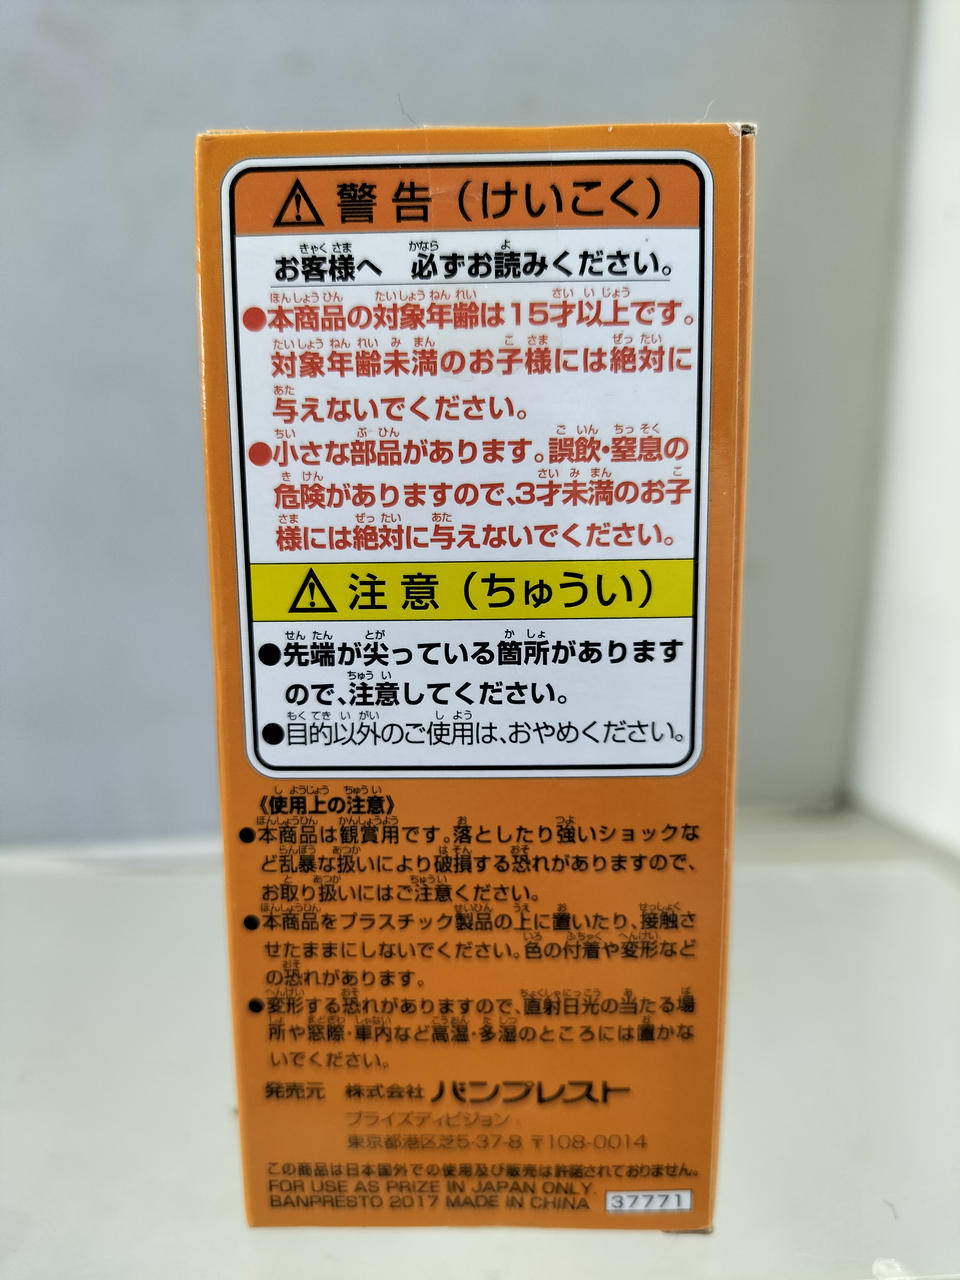 警告（けいこく）
お客様へ 必ずお読みください。
●本商品の対象年齢は15才以上です。
対象年齢未満のお子様には絶対に
与えないでください。
●小さな部品があります。誤飲・窒息の
危険がありますので、3才未満のお子
様には絶対に与えないでください。
注意（ちゅうい）
●先端が尖っている箇所があります
ので、注意してください。
●目的以外のご使用は、おやめください。
《使用上の注意》
●本商品は観賞用です。落としたり強いショックな
ど乱暴な扱いにより破損する恐れがありますので、
お取り扱いにはご注意ください。
●本商品をプラスチック製品の上に置いたり、接触さ
せたままにしないでください。色の付着や変形など
の恐れがあります。
●変形する恐れがありますので、直射日光の当たる場
所や窓際・車内など高温・多湿のところには置かな
いでください。
発売元 株式会社 バンプレスト
プライズディビジョン
東京都港区芝5-37-8 〒108-0014
この商品は日本国外での使用及び販売は許諾されておりません。
FOR USE AS PRIZE IN JAPAN ONLY.
BANPRESTO 2017 MADE IN CHINA 37771